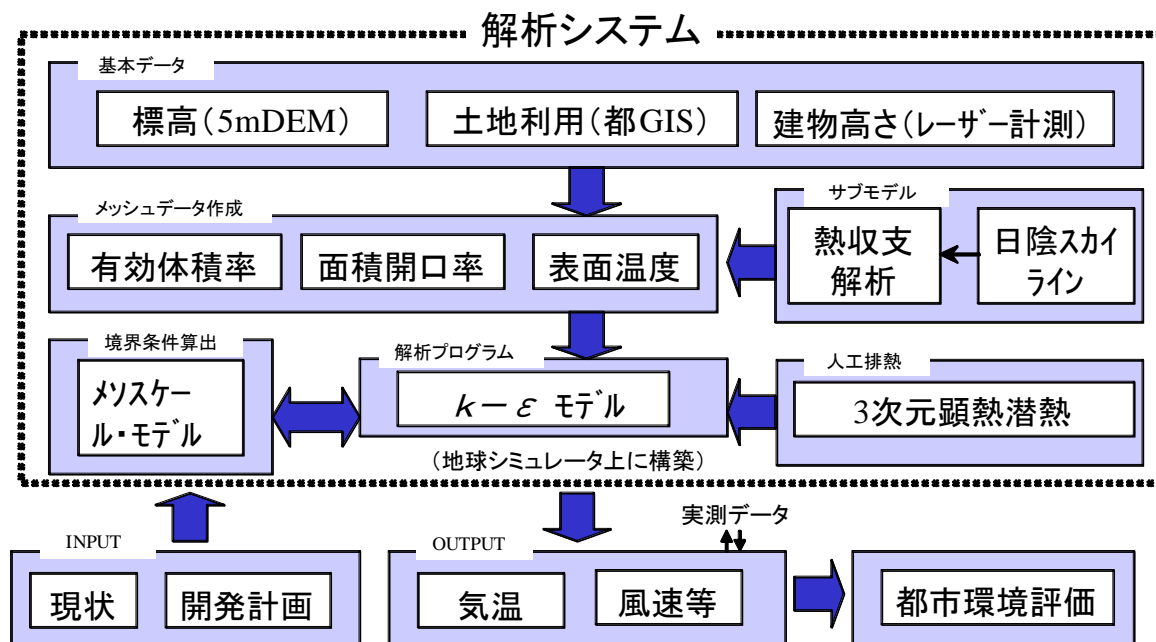 解析システム
基本データ
標高(5mDEM)
土地利用(都GIS)
建物高さ(ﾚｰｻﾞｰ計測)
メッシュデータ作成
有効体積率
面積開口率
表面温度
サブモデル
熱収支
解析
日陰ｽｶｲ
ﾗｲﾝ
境界条件算出
ﾒｿｽｹｰ
ﾙ・ﾓﾃﾞﾙ
解析プログラム
k－ε ﾓﾃﾞﾙ
(地球シミュレータ上に構築)
人工排熱
3次元顕熱潜熱
INPUT
現状
開発計画
OUTPUT
気温
風速等
実測データ
都市環境評価